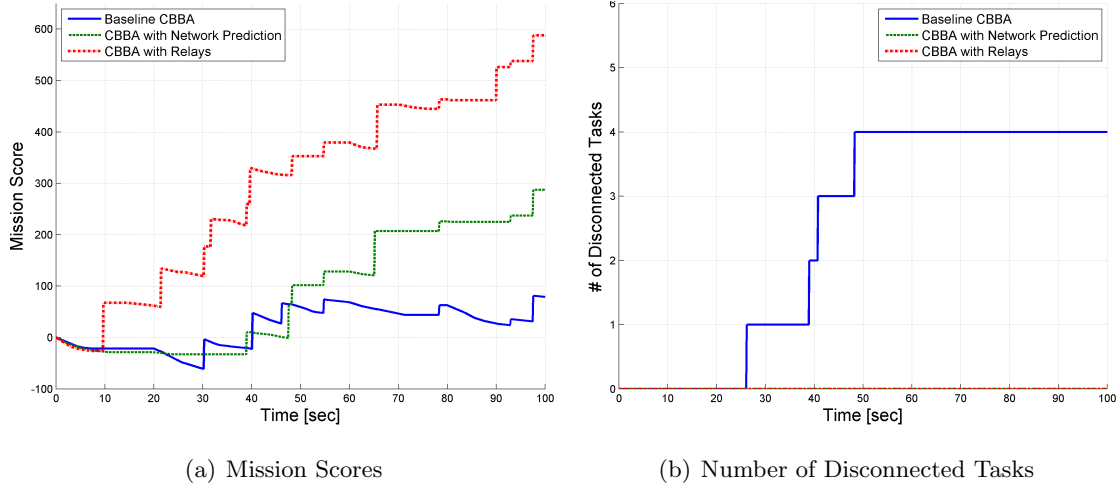 Baseline CBBA
CBBA with Network Prediction
CBBA with Relays
600
500
400
300
200
100
0
-100
Mission Score
0 10 20 30 40 50 60 70 80 90 100
Time [sec]
(a) Mission Scores
Baseline CBBA
CBBA with Network Prediction
CBBA with Relays
6
5
4
3
2
1
0
# of Disconnected Tasks
0 10 20 30 40 50 60 70 80 90 100
Time [sec]
(b) Number of Disconnected Tasks